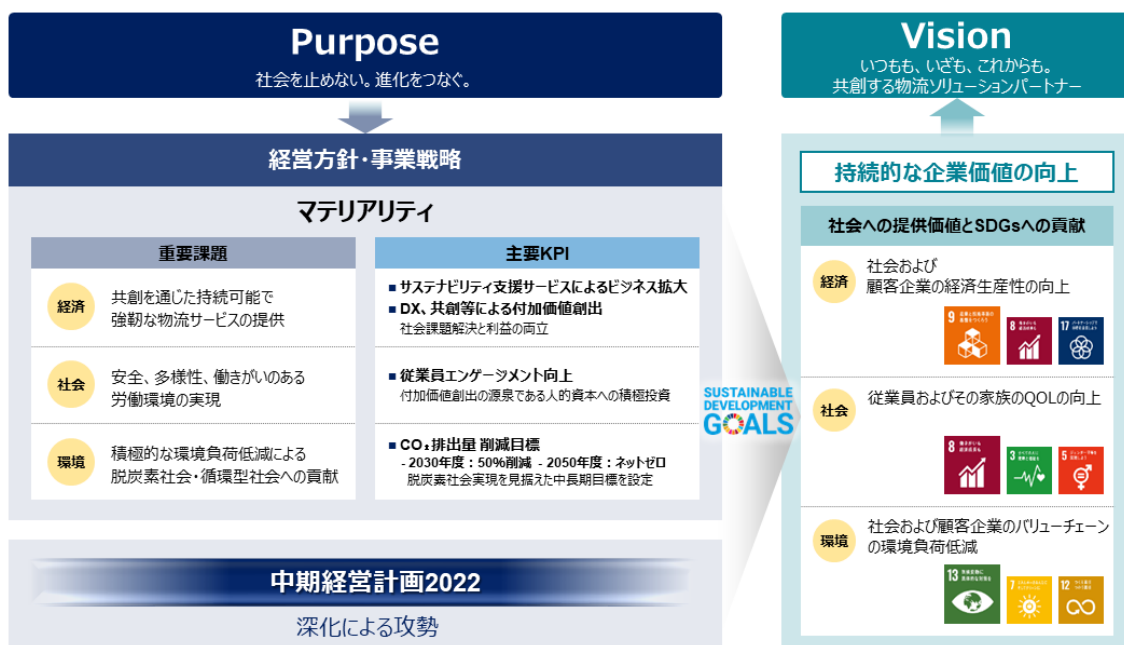 Purpose
社会を止めない。進化をつなぐ。
経営方針・事業戦略
マテリアリティ
重要課題
経済
共創を通じた持続可能で
強靭な物流サービスの提供
社会
安全、多様性、働きがいのある
労働環境の実現
環境
積極的な環境負荷低減による
脱炭素社会・循環型社会への貢献
主要KPI
■ サステナビリティ支援サービスによるビジネス拡大
■ DX、共創等による付加価値創出
社会課題解決と利益の両立
■ 従業員エンゲージメント向上
付加価値創出の源泉である人的資本への積極投資
■ CO₂排出量 削減目標
- 2030年度：50%削減 - 2050年度：ネットゼロ
脱炭素社会実現を見据えた中長期目標を設定
中期経営計画2022
深化による攻勢
SUSTAINABLE
DEVELOPMENT
GOALS
Vision
いつもも、いざも、これからも。
共創する物流ソリューションパートナー
持続的な企業価値の向上
社会への提供価値とSDGsへの貢献
経済
社会および
顧客企業の経済生産性の向上
9
8
17
社会
従業員およびその家族のQOLの向上
8
3
5
環境
社会および顧客企業のバリューチェーン
の環境負荷低減
13
7
12